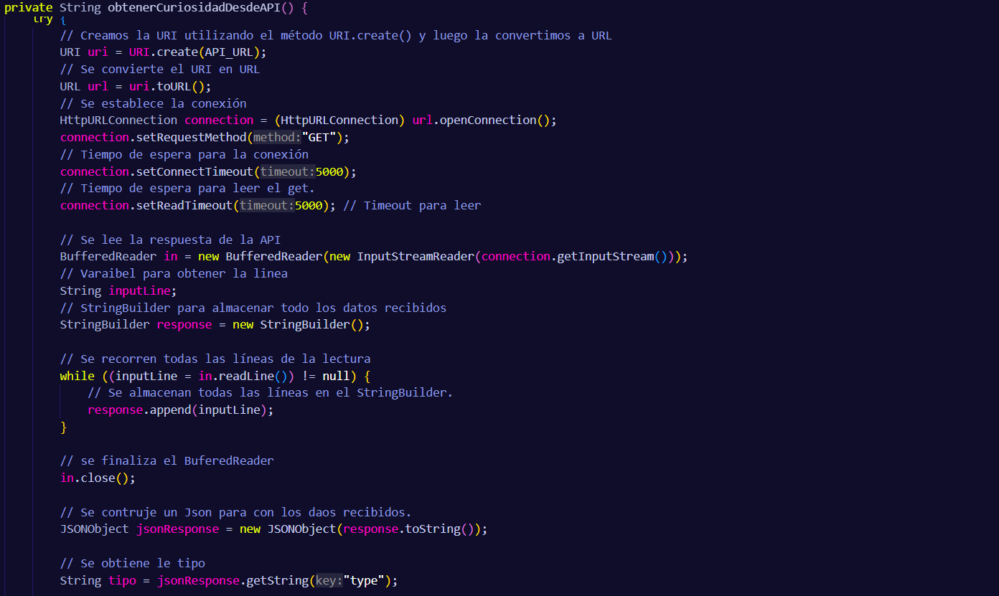 private String obtenerCuriosidadDesdeAPI() {
try {
// Creamos la URI utilizando el método URI.create() y luego la convertimos a URL
URI uri = URI.create(API_URL);
// Se convierte el URI en URL
URL url = uri.toURL();
// Se establece la conexión
HttpURLConnection connection = (HttpURLConnection) url.openConnection();
connection.setRequestMethod(method:"GET");
// Tiempo de espera para la conexión
connection.setConnectTimeout(timeout:5000);
// Tiempo de espera para leer el get.
connection.setReadTimeout(timeout:5000); // Timeout para leer
// Se lee la respuesta de la API
BufferedReader in = new BufferedReader(new InputStreamReader(connection.getInputStream()));
// Varaibel para obtener la linea
String inputLine;
// StringBuilder para almacenar todo los datos recibidos
StringBuilder response = new StringBuilder();
// Se recorren todas las líneas de la lectura
while ((inputLine = in.readLine()) != null) {
// Se almacenan todas las líneas en el StringBuilder.
response.append(inputLine);
}
// se finaliza el BuferedReader
in.close();
// Se contruje un Json para con los daos recibidos.
JSONObject jsonResponse = new JSONObject(response.toString());
// Se obtiene le tipo
String tipo = jsonResponse.getString(key:"type");